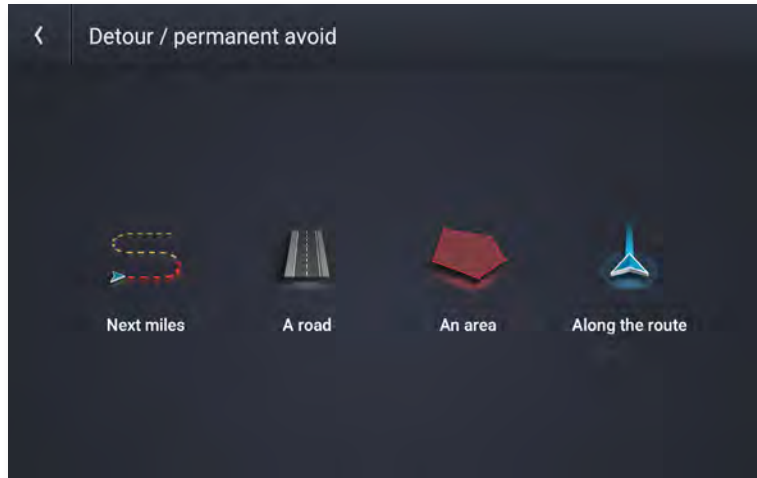 Detour / permanent avoid
Next miles
A road
An area
Along the route